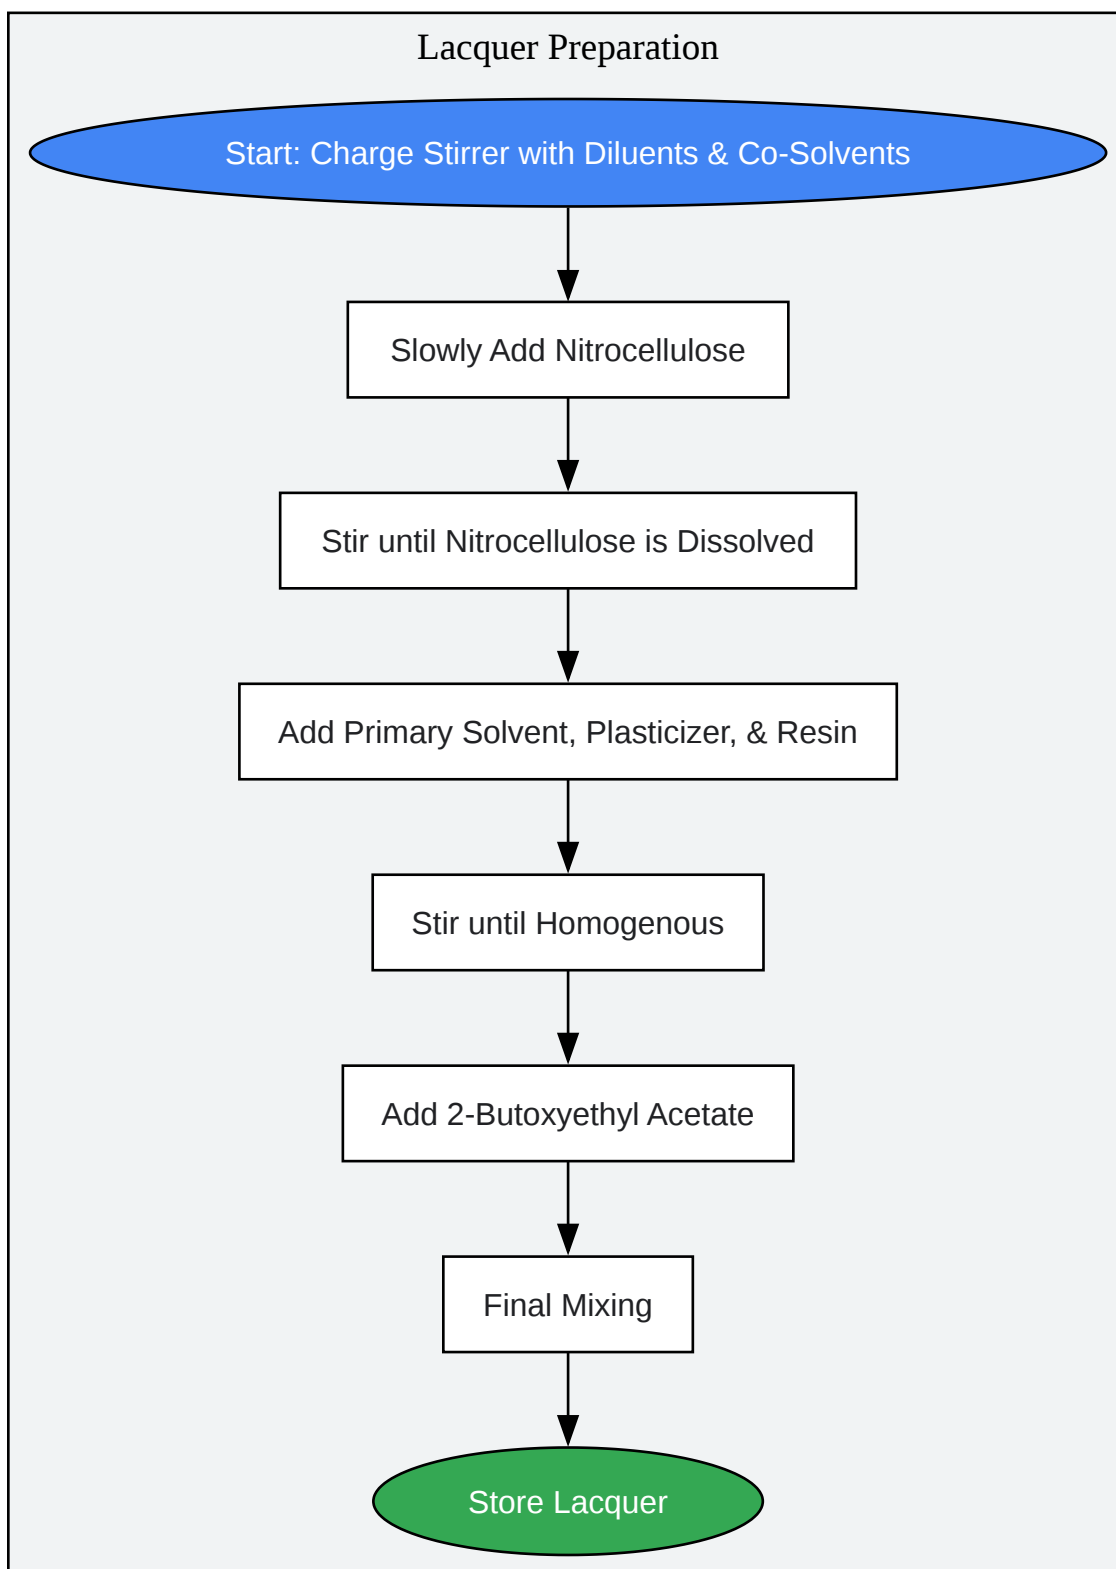 Lacquer Preparation
Start: Charge Stirrer with Diluents & Co-Solvents
Slowly Add Nitrocellulose
Stir until Nitrocellulose is Dissolved
Add Primary Solvent, Plasticizer, & Resin
Stir until Homogenous
Add 2-Butoxyethyl Acetate
Final Mixing
Store Lacquer